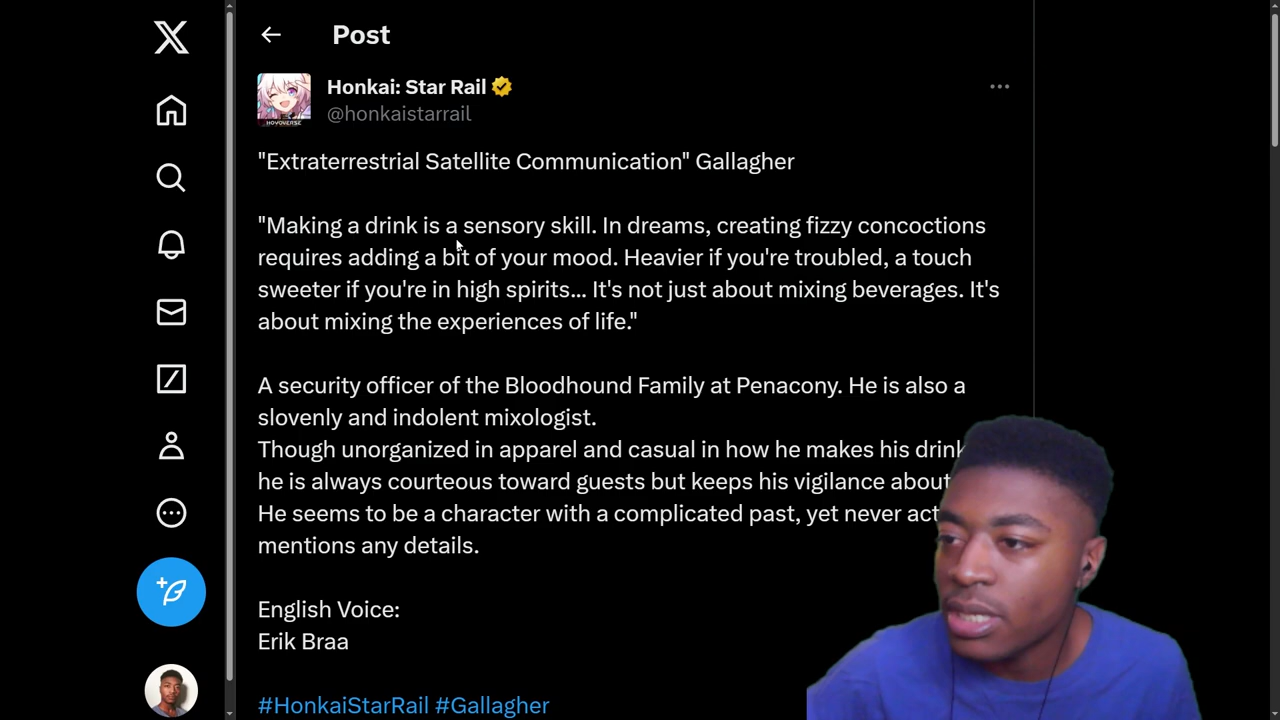 Post
Honkai: Star Rail
@honkaistarrail
"Extraterrestrial Satellite Communication" Gallagher
"Making a drink is a sensory skill. In dreams, creating fizzy concoctions
requires adding a bit of your mood. Heavier if you're troubled, a touch
sweeter if you're in high spirits... It's not just about mixing beverages. It's
about mixing the experiences of life."
A security officer of the Bloodhound Family at Penacony. He is also a
slovenly and indolent mixologist.
Though unorganized in apparel and casual in how he makes his drink
he is always courteous toward guests but keeps his vigilance about
He seems to be a character with a complicated past, yet never act
mentions any details.
English Voice:
Erik Braa
#HonkaiStarRail #Gallagher